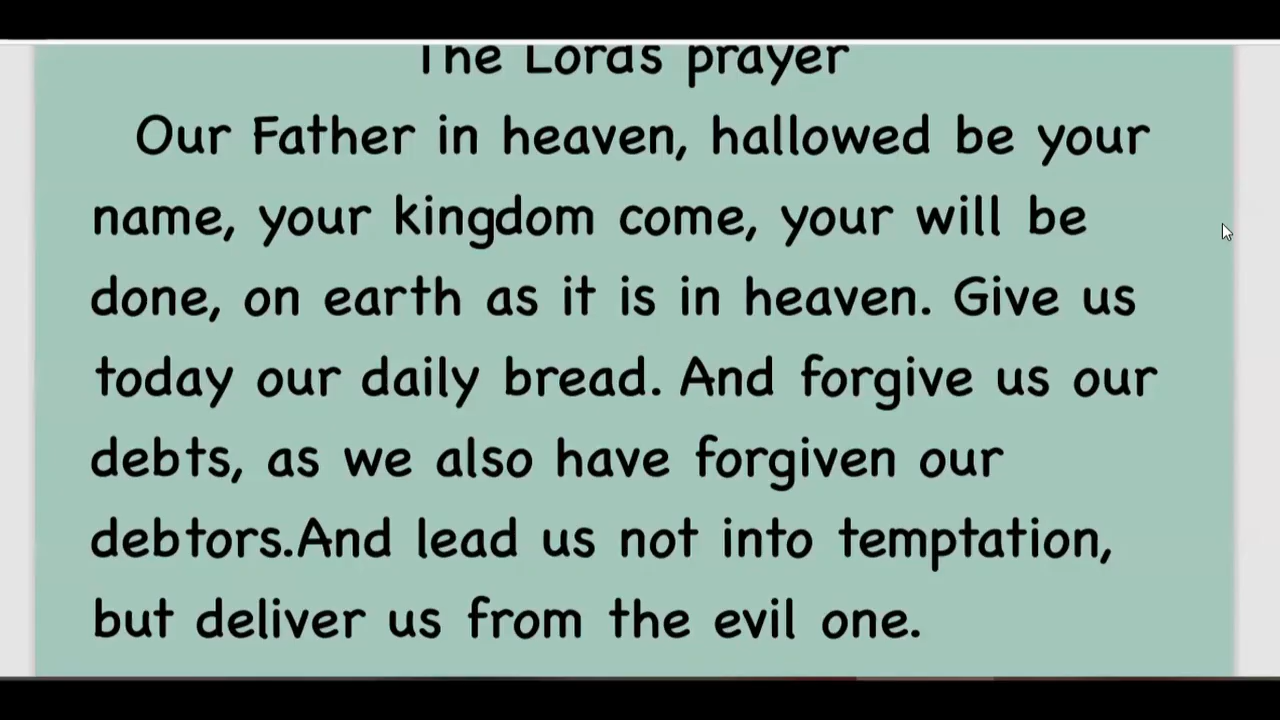 The Lords prayer
Our Father in heaven, hallowed be your
name, your kingdom come, your will be
done, on earth as it is in heaven. Give us
today our daily bread. And forgive us our
debts, as we also have forgiven our
debtors.And lead us not into temptation,
but deliver us from the evil one.